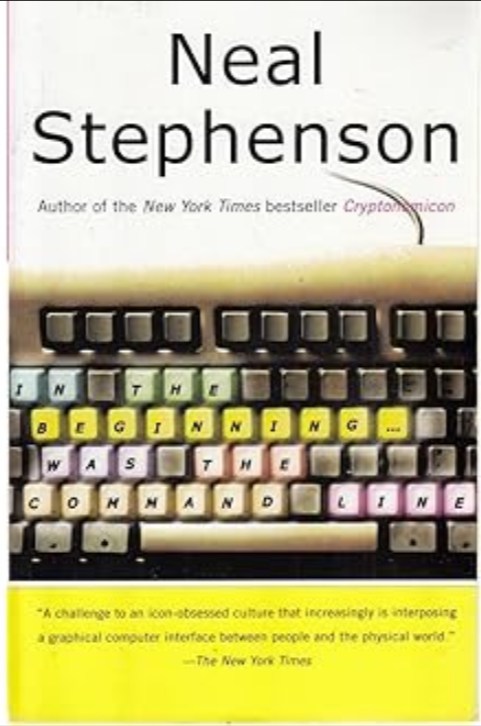 Neal
Stephenson
Author of the New York Times bestseller Cryptonomicon
IN THE
BEGINNING...
WAS THE
COMMAND LINE
"A challenge to an icon-obsessed culture that increasingly is interposing
a graphical computer interface between people and the physical world."
—The New York Times